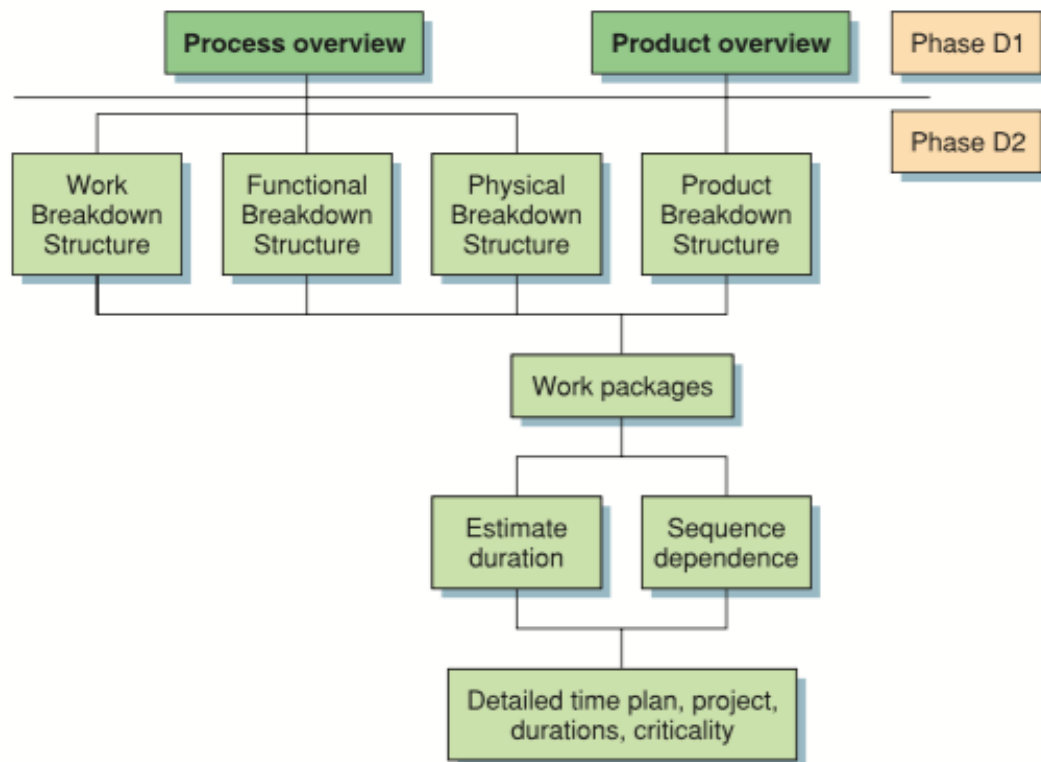 Process overview
Product overview
Phase D1
Phase D2
Work
Breakdown
Structure
Functional
Breakdown
Structure
Physical
Breakdown
Structure
Product
Breakdown
Structure
Work packages
Estimate
duration
Sequence
dependence
Detailed time plan, project,
durations, criticality